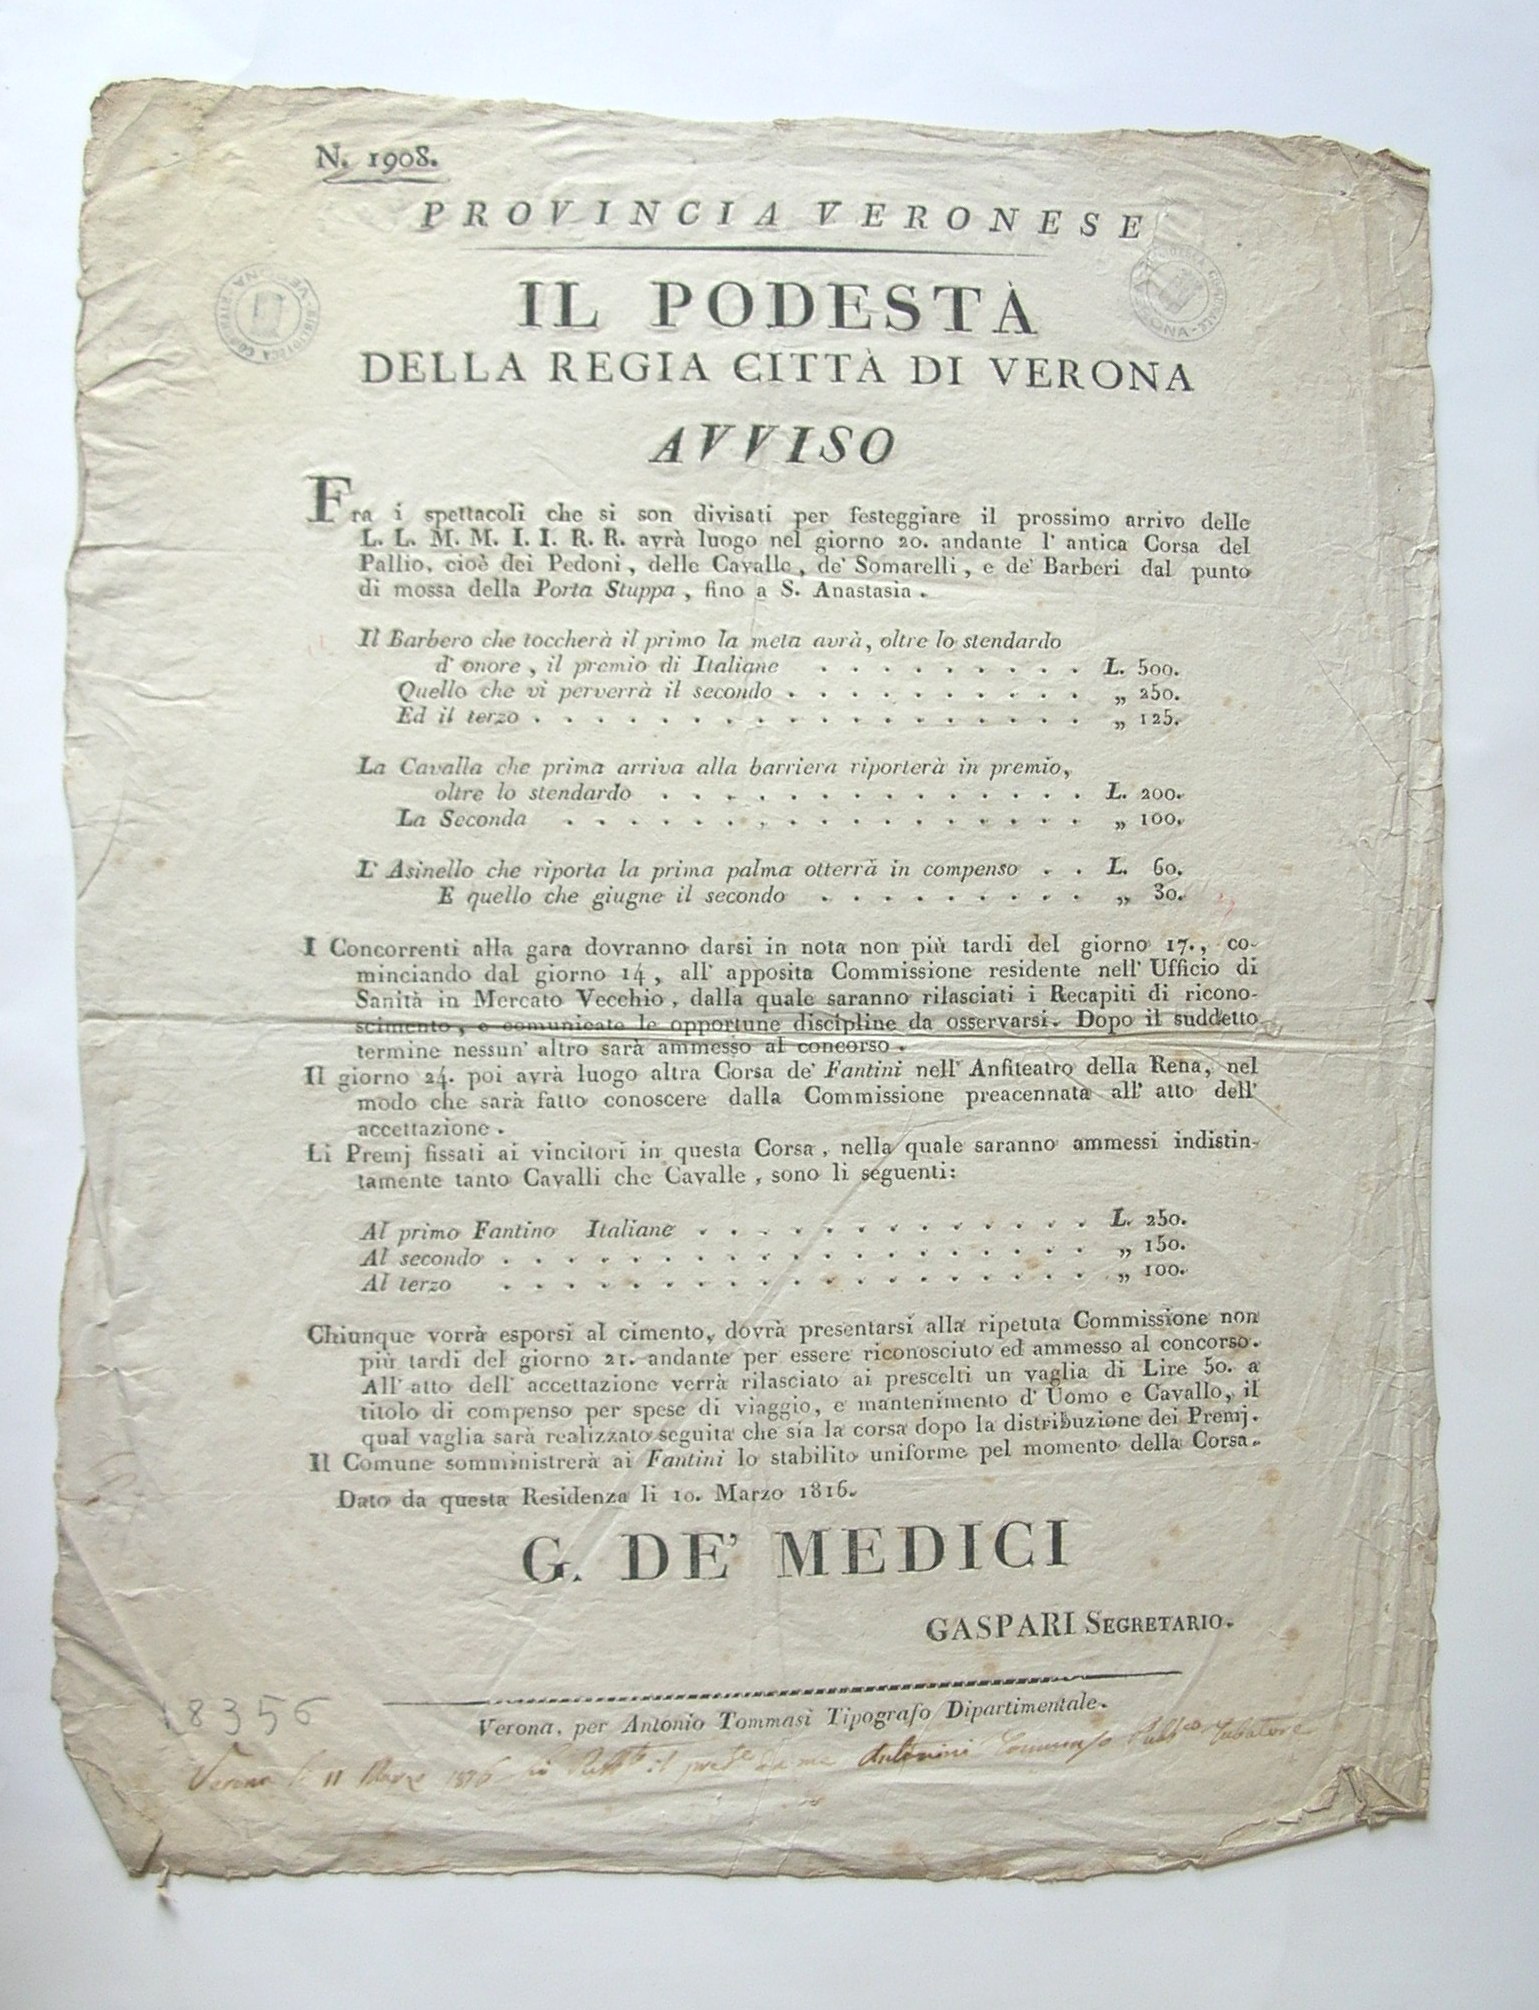 N. 1908.
PROVINCIA VERONESE
IL PODESTÀ
DELLA REGIA CITTÀ DI VERONA
AVVISO
Fra i spettacoli che si son divisati per festeggiare il prossimo arrivo delle
L. L. M. M. I. I. R. R. avrà luogo nel giorno 20. andante l' antica Corsa del
Pallio, cioè dei Pedoni, delle Cavalle, de' Somarelli, e de' Barberi dal punto
di mossa della Porta Stuppa, fino a S. Anastasia.
Il Barbero che toccherà il primo la meta avrà, oltre lo stendardo
d' onore, il premio di Italiane . . . . . . . . . L. 500.
Quello che vi perverrà il secondo . . . . . . . . . . „ 250.
Ed il terzo . . . . . . . . . . . . . . . . . . „ 125.
La Cavalla che prima arriva alla barriera riporterà in premio,
oltre lo stendardo . . . . . . . . . . . . . . L. 200.
La Seconda . . . . . . . . . . . . . . . . . „ 100.
L' Asinello che riporta la prima palma otterrà in compenso . . L. 60.
E quello che giugne il secondo . . . . . . . . . „ 30.
I Concorrenti alla gara dovranno darsi in nota non più tardi del giorno 17., co-
minciando dal giorno 14, all' apposita Commissione residente nell' Ufficio di
Sanità in Mercato Vecchio, dalla quale saranno rilasciati i Recapiti di ricono-
scimento, e comunicate le opportune discipline da osservarsi. Dopo il suddetto
termine nessun' altro sarà ammesso al concorso.
Il giorno 24. poi avrà luogo altra Corsa de' Fantini nell' Anfiteatro della Rena, nel
modo che sarà fatto conoscere dalla Commissione preacennata all' atto dell'
accettazione.
Li Premj fissati ai vincitori in questa Corsa, nella quale saranno ammessi indistin-
tamente tanto Cavalli che Cavalle, sono li seguenti:
Al primo Fantino Italiane . . . . . . . . . . . . . L. 250.
Al secondo . . . . . . . . . . . . . . . . . . . „ 150.
Al terzo . . . . . . . . . . . . . . . . . . . „ 100.
Chiunque vorrà esporsi al cimento, dovrà presentarsi alla ripetuta Commissione non
più tardi del giorno 21. andante per essere riconosciuto ed ammesso al concorso.
All' atto dell' accettazione verrà rilasciato ai prescelti un vaglia di Lire 50. a
titolo di compenso per spese di viaggio, e mantenimento d' Uomo e Cavallo, il
qual vaglia sarà realizzato seguita che sia la corsa dopo la distribuzione dei Premj.
Il Comune somministrerà ai Fantini lo stabilito uniforme pel momento della Corsa.
Dato da questa Residenza li 10. Marzo 1816.
G. DE' MEDICI
GASPARI SEGRETARIO.
Verona, per Antonio Tommasi Tipografo Dipartimentale.
8356
Verona li 11 Marzo 1816 il da me Antonini